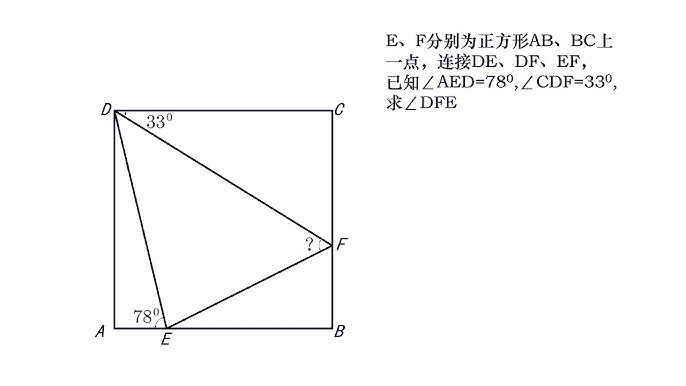 E、F分别为正方形AB、BC上
一点，连接DE、DF、EF，
已知∠AED=78⁰,∠CDF=33⁰,
求∠DFE
D
33⁰
C
?
F
78⁰
A
E
B